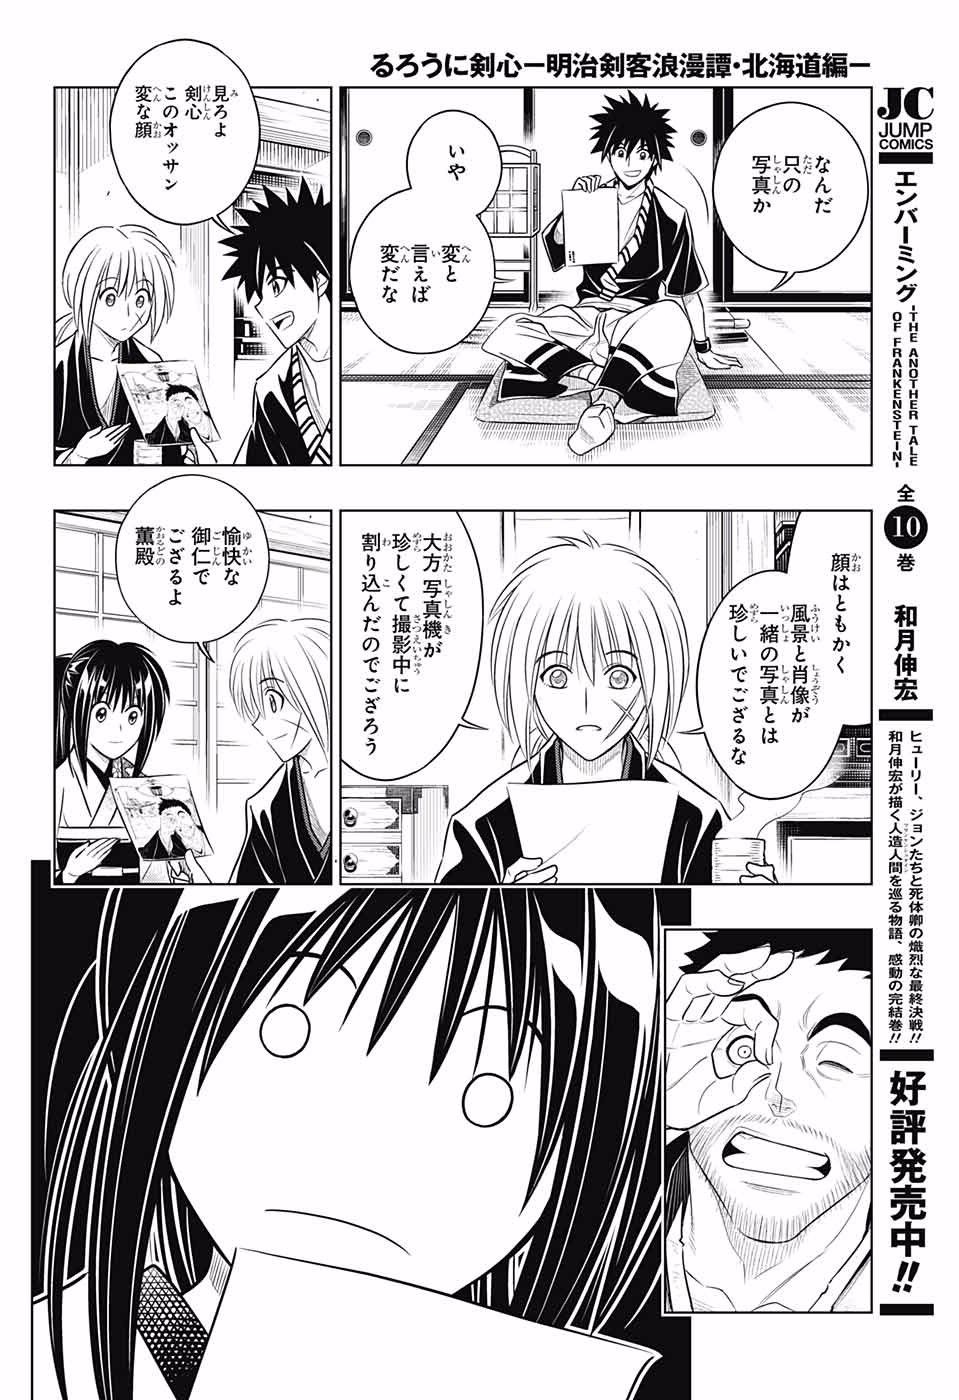 るろうに剣心ー明治剣客浪漫譚・北海道編ー
なんだ
只の
写真か
いや
変と
言えば
変だな
見ろよ
剣心
このオッサン
変な顔
顔はともかく
風景と肖像が
一緒の写真とは
珍しいでござるな
大方 写真機が
珍しくて撮影中に
割り込んだのでござろう
愉快な
御仁で
ござるよ
薫殿
JC
JUMP
COMICS
エンバーミング
-THE ANOTHER TALE
OF FRANKENSTEIN-
全10巻
和月伸宏
ヒューリー、ジョンたちと死体卿の熾烈な最終決戦!!
和月伸宏が描く人造人間を巡る物語、感動の完結巻!!
好評発売中!!